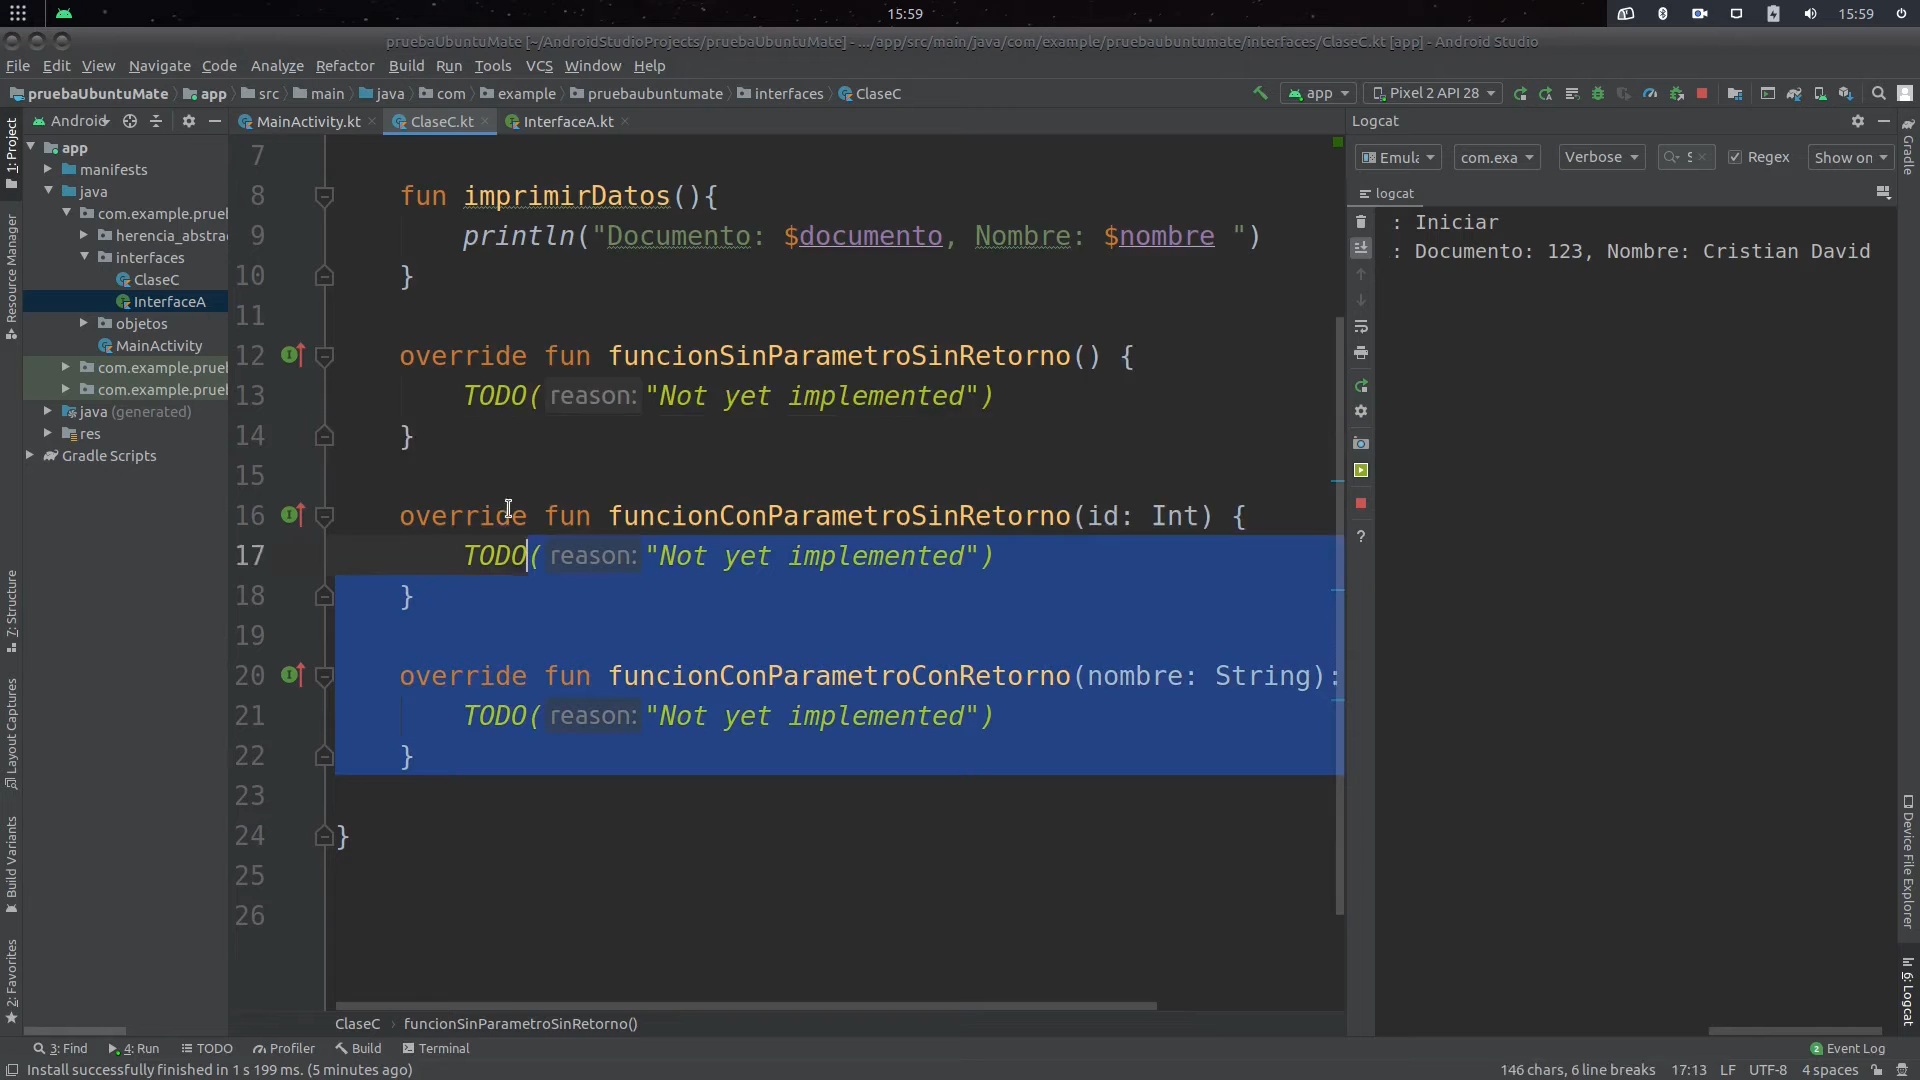 15:59
15:59
pruebaUbuntuMate [~/AndroidStudioProjects/pruebaUbuntuMate] - .../app/src/main/java/com/example/pruebaubuntumate/interfaces/ClaseC.kt [app] - Android Studio
File Edit View Navigate Code Analyze Refactor Build Run Tools VCS Window Help
pruebaUbuntuMate app src main java com example pruebaubuntumate interfaces ClaseC
app Pixel 2 API 28
1: Project
Resource Manager
7: Structure
Layout Captures
Build Variants
2: Favorites
Android
app
manifests
java
com.example.pruel
herencia_abstrac
interfaces
ClaseC
InterfaceA
objetos
MainActivity
com.example.pruel
com.example.pruel
java (generated)
res
Gradle Scripts
MainActivity.kt ClaseC.kt InterfaceA.kt
7
8 fun imprimirDatos(){
9 println("Documento: $documento, Nombre: $nombre ")
10 }
11
12 override fun funcionSinParametroSinRetorno() {
13 TODO( reason: "Not yet implemented")
14 }
15
16 override fun funcionConParametroSinRetorno(id: Int) {
17 TODO( reason: "Not yet implemented")
18 }
19
20 override fun funcionConParametroConRetorno(nombre: String):
21 TODO( reason: "Not yet implemented")
22 }
23
24 }
25
26
ClaseC › funcionSinParametroSinRetorno()
Logcat
Emula com.exa Verbose Regex Show on
logcat
: Iniciar
: Documento: 123, Nombre: Cristian David
Gradle
Device File Explorer
6: Logcat
3: Find 4: Run TODO Profiler Build Terminal
2 Event Log
Install successfully finished in 1 s 199 ms. (5 minutes ago)
146 chars, 6 line breaks 17:13 LF UTF-8 4 spaces